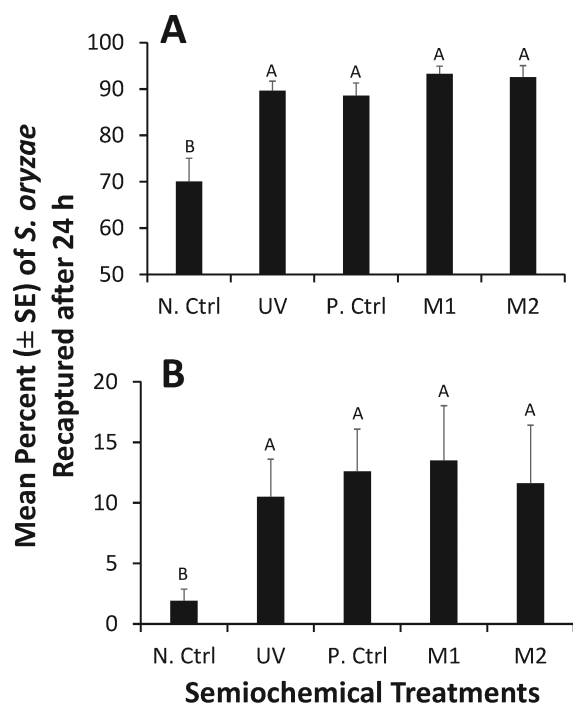 Mean Percent (± SE) of S. oryzae
Recaptured after 24 h
A
100
90
80
70
60
50
B
A
A
A
A
N. Ctrl UV P. Ctrl M1 M2
B
20
15
10
5
0
B
A
A
A
A
N. Ctrl UV P. Ctrl M1 M2
Semiochemical Treatments